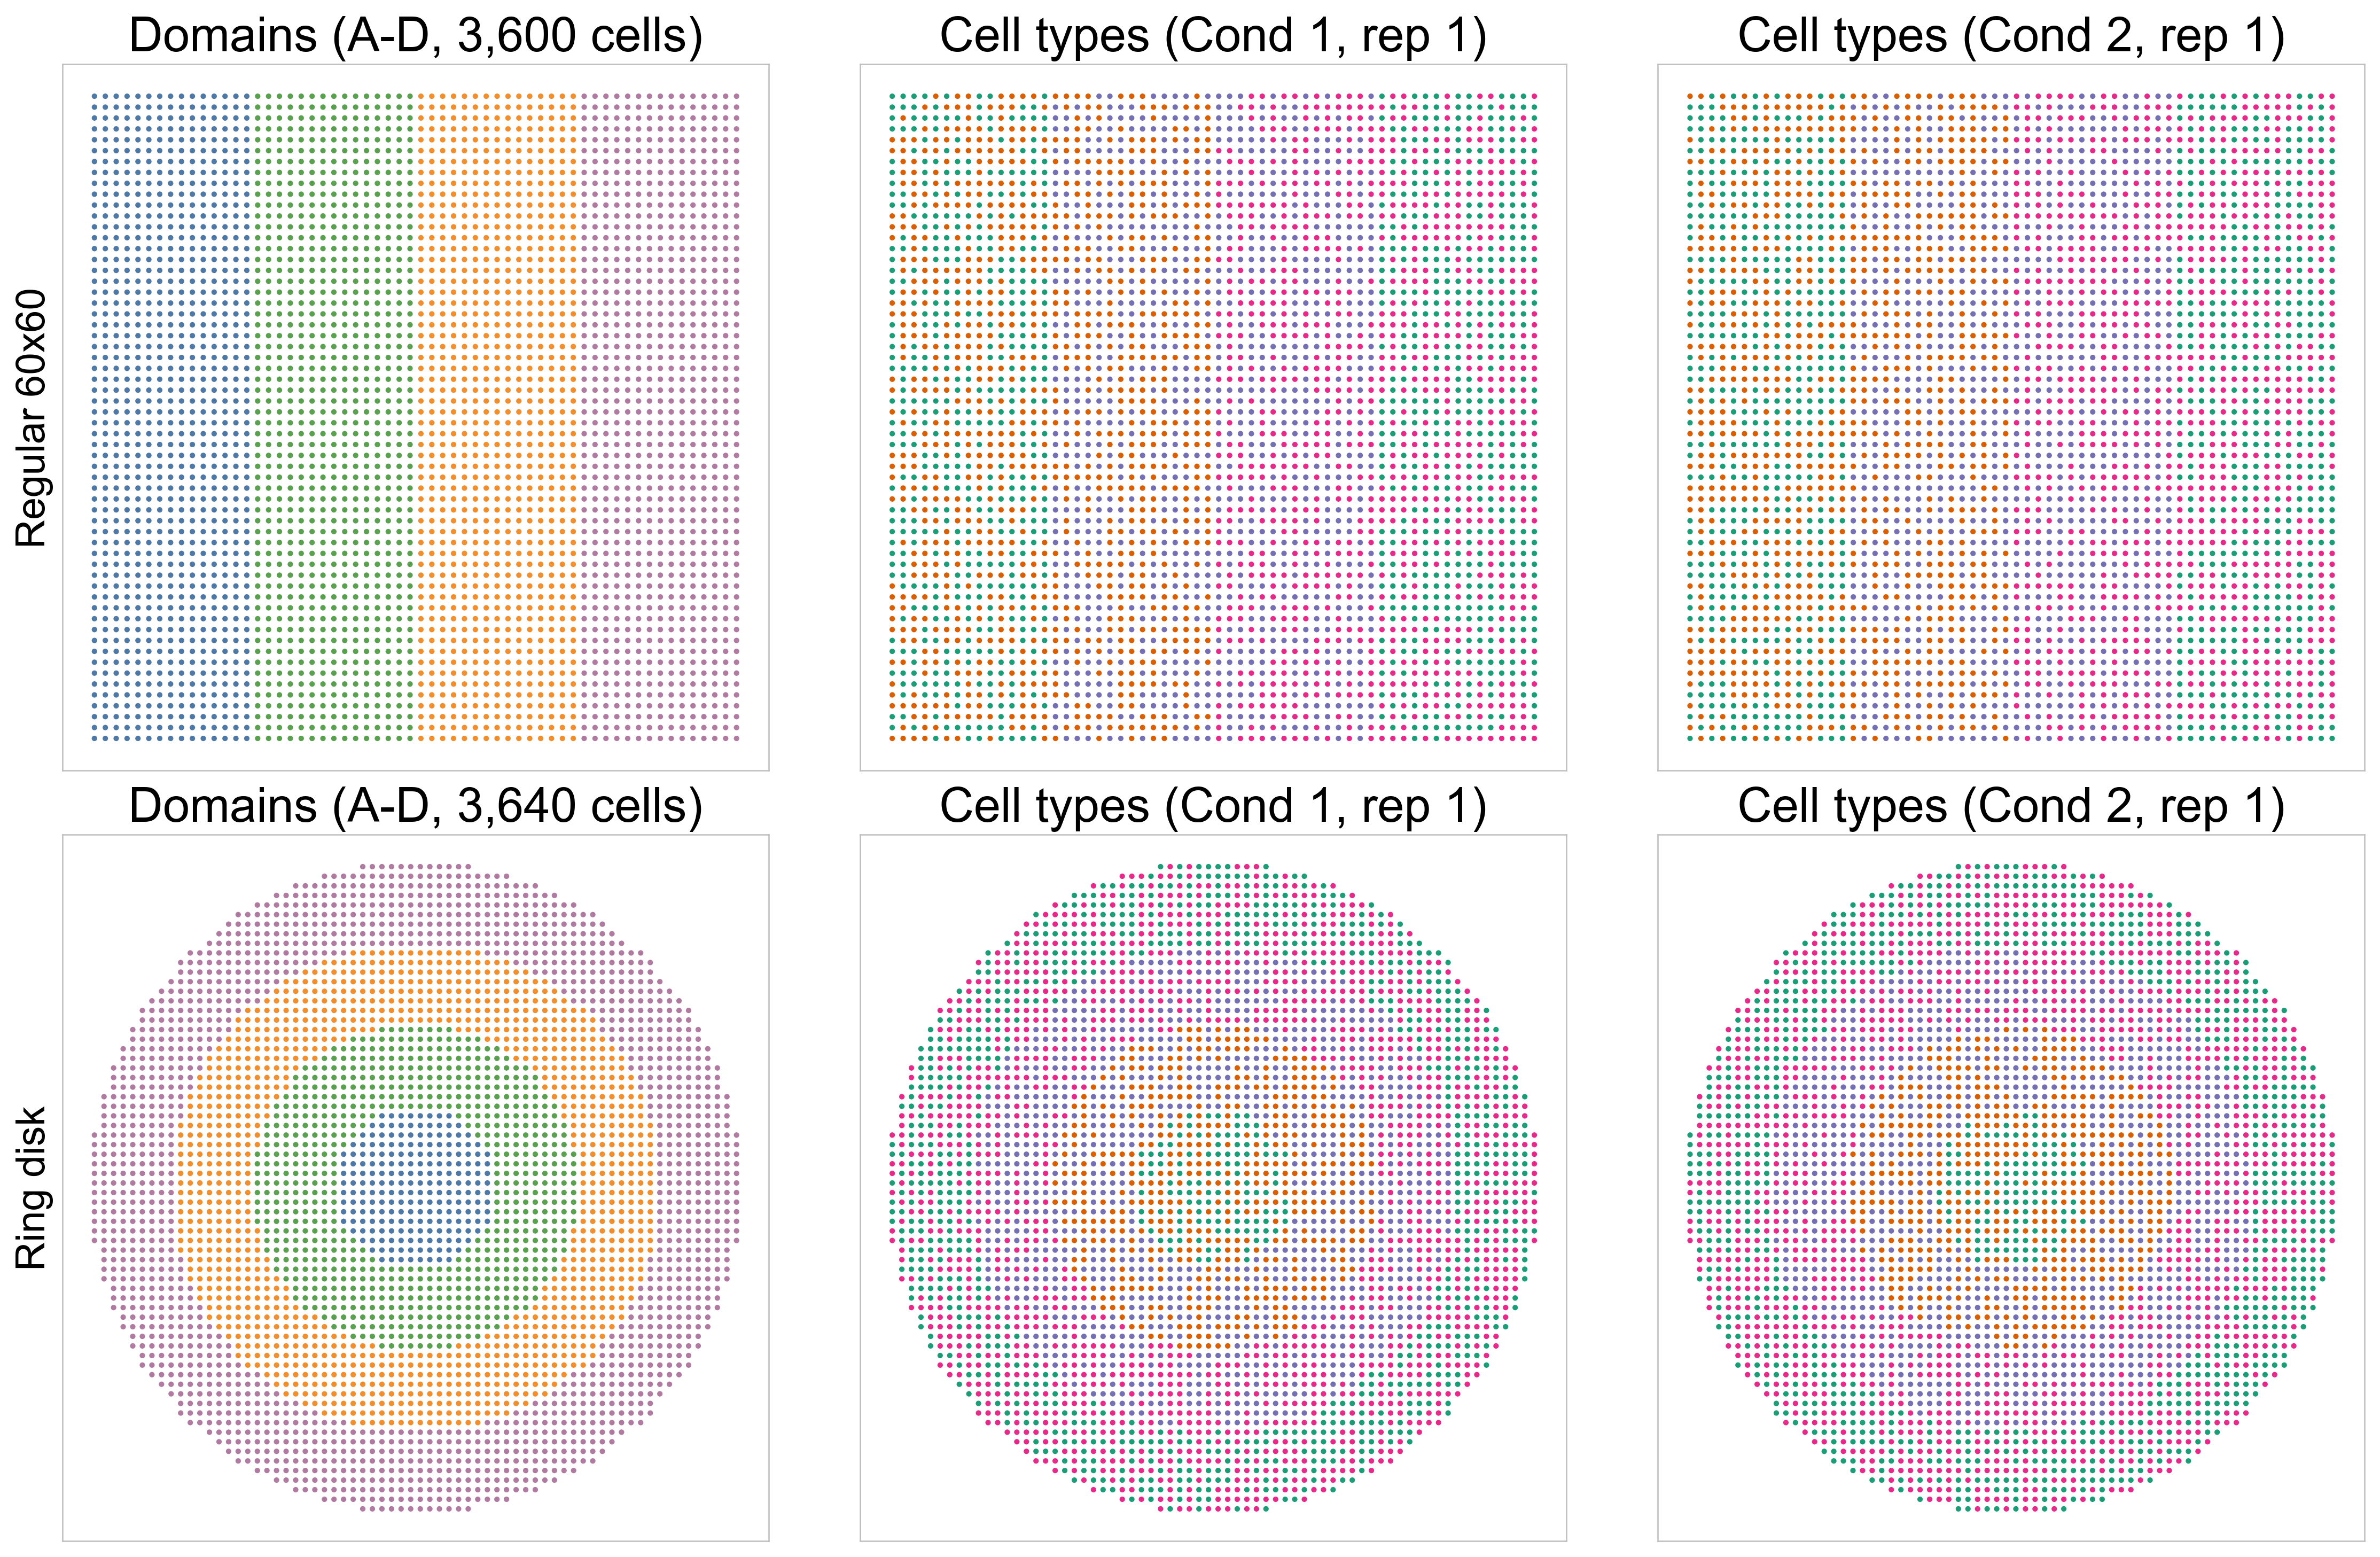 Domains (A-D, 3,600 cells)
Cell types (Cond 1, rep 1)
Cell types (Cond 2, rep 1)
Regular 60x60
Domains (A-D, 3,640 cells)
Cell types (Cond 1, rep 1)
Cell types (Cond 2, rep 1)
Ring disk